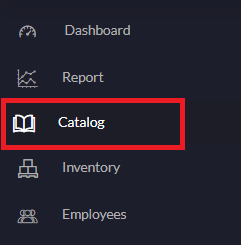 Dashboard
Report
Catalog
Inventory
Employees